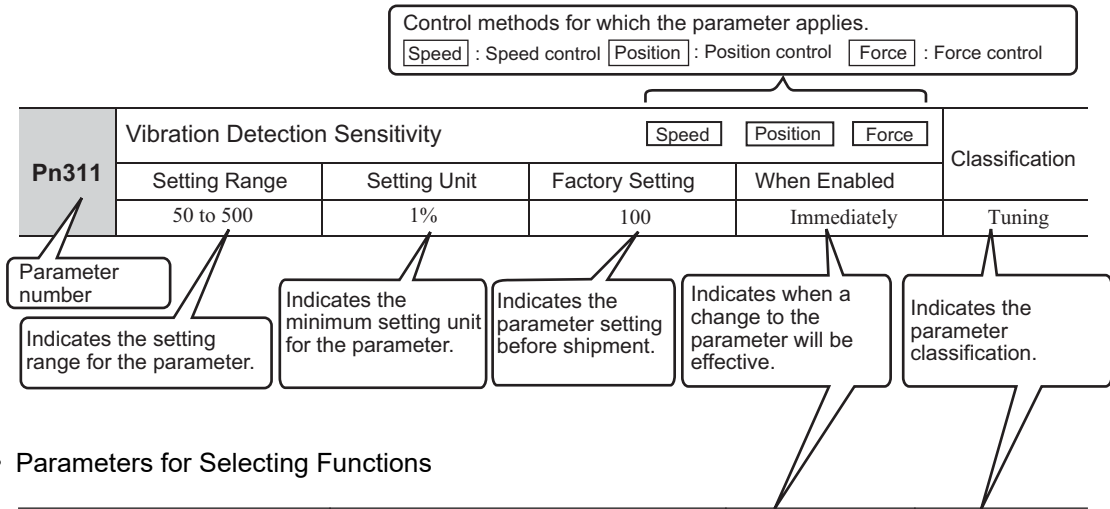 Control methods for which the parameter applies.
Speed : Speed control Position : Position control Force : Force control
Pn311
Vibration Detection Sensitivity Speed Position Force
Classification
Setting Range Setting Unit Factory Setting When Enabled
50 to 500 1% 100 Immediately Tuning
Parameter
number
Indicates the setting
range for the parameter.
Indicates the
minimum setting unit
for the parameter.
Indicates the
parameter setting
before shipment.
Indicates when a
change to the
parameter will be
effective.
Indicates the
parameter
classification.
• Parameters for Selecting Functions